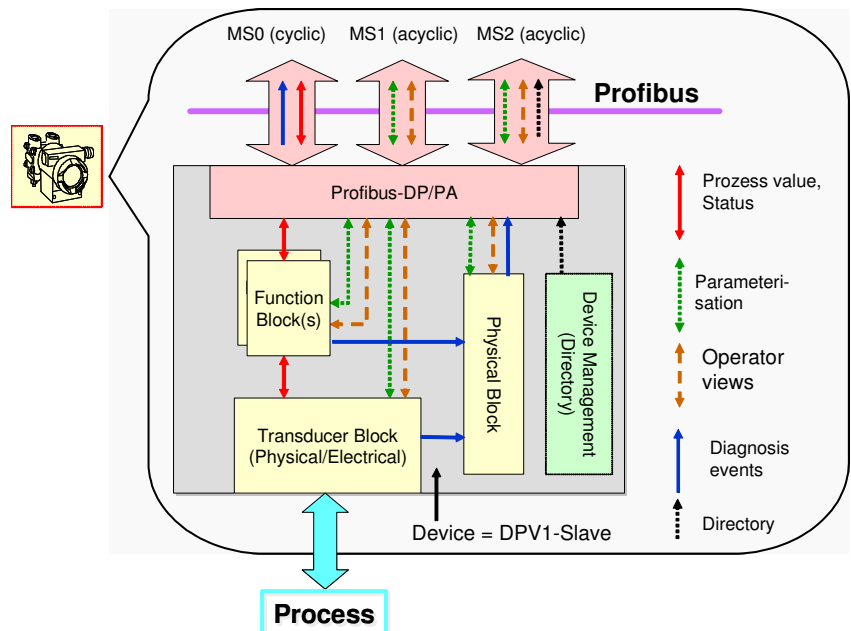 MS0 (cyclic)
MS1 (acyclic)
MS2 (acyclic)
Profibus
Profibus-DP/PA
Prozess value,
Status
Function
Block(s)
Parameteri-
sation
Physical Block
Device Management
(Directory)
Operator
views
Transducer Block
(Physical/Electrical)
Diagnosis
events
Device = DPV1-Slave
Directory
Process